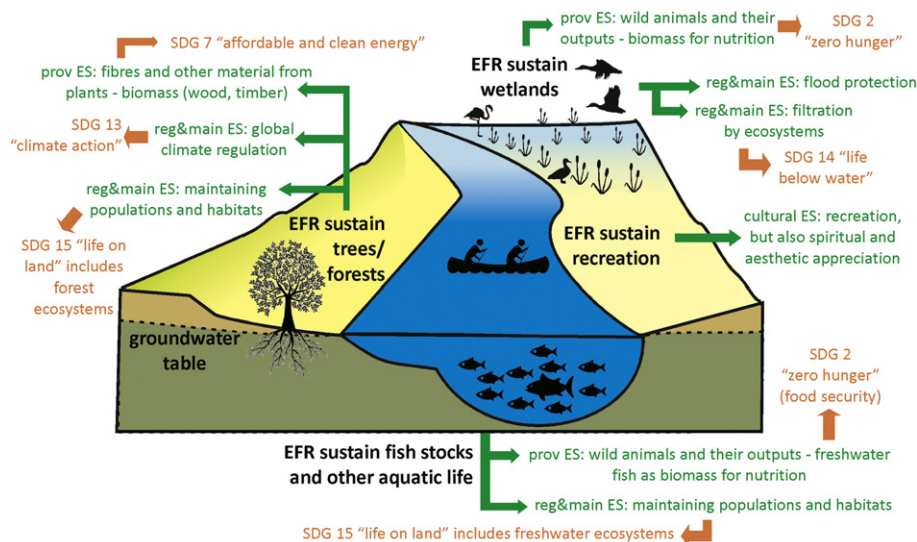 SDG 7 “affordable and clean energy”
prov ES: fibres and other material from
plants - biomass (wood, timber)
SDG 13
“climate action”
reg&main ES: global
climate regulation
reg&main ES: maintaining
populations and habitats
SDG 15 “life on
land” includes
forest
ecosystems
EFR sustain
trees/
forests
groundwater
table
EFR sustain
wetlands
prov ES: wild animals and their
outputs - biomass for nutrition
SDG 2
“zero hunger”
reg&main ES: flood protection
reg&main ES: filtration
by ecosystems
SDG 14 “life
below water”
EFR sustain
recreation
cultural ES: recreation,
but also spiritual and
aesthetic appreciation
SDG 2
“zero hunger”
(food security)
EFR sustain fish stocks
and other aquatic life
prov ES: wild animals and their outputs - freshwater
fish as biomass for nutrition
reg&main ES: maintaining populations and habitats
SDG 15 “life on land” includes freshwater ecosystems